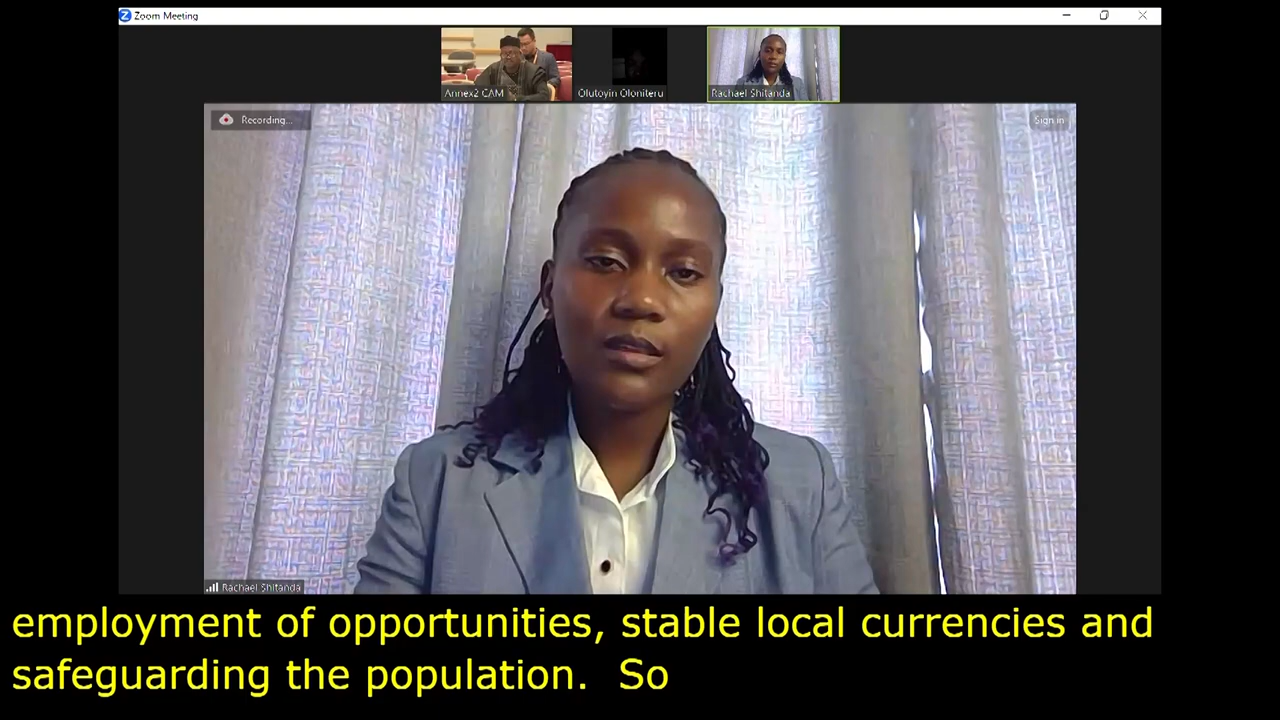 Zoom Meeting
Annex2 CAM
Olutoyin Oloniteru
Rachael Shitanda
Recording...
Sign in
Rachael Shitanda
employment of opportunities, stable local currencies and
safeguarding the population.  So